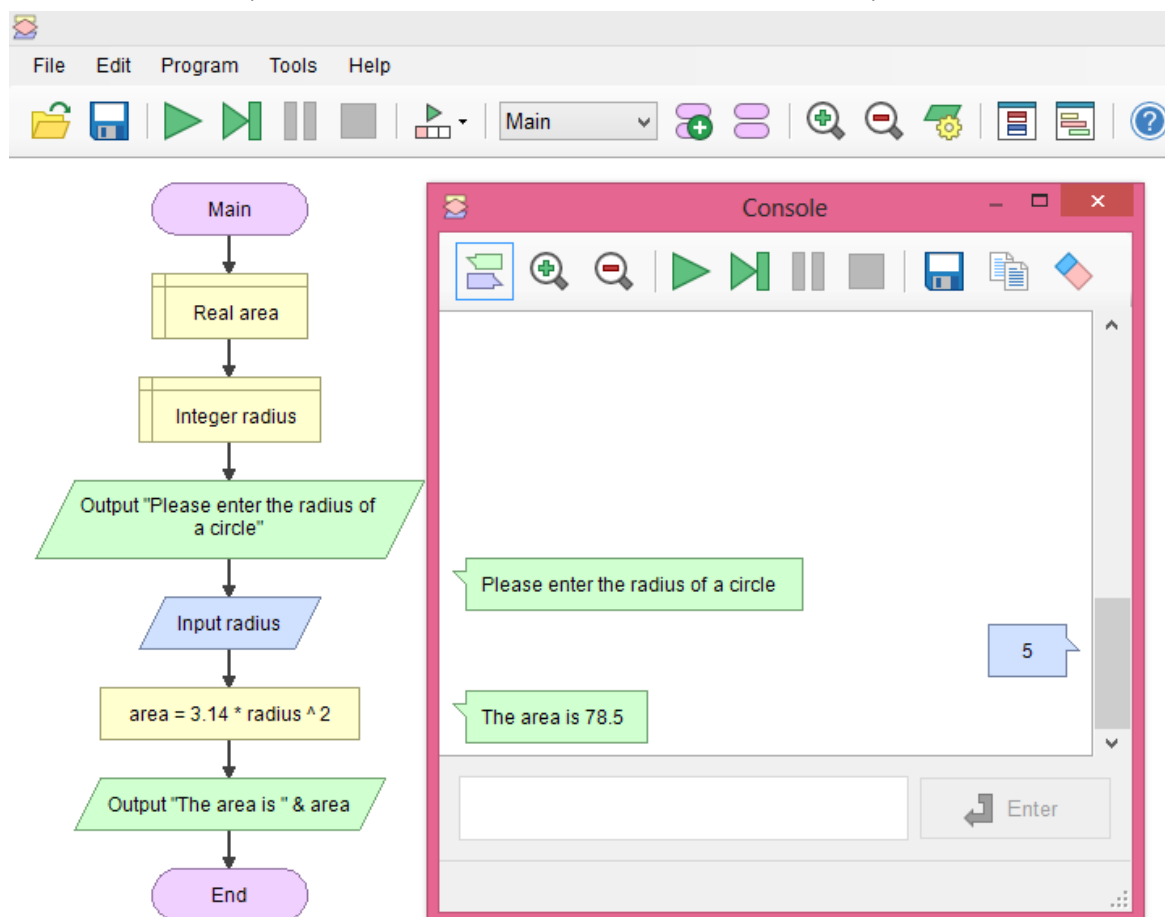 File Edit Program Tools Help
Main
Main
Real area
Integer radius
Output "Please enter the radius of
a circle"
Input radius
area = 3.14 * radius ^ 2
Output "The area is " & area
End
Console
Please enter the radius of a circle
5
The area is 78.5
Enter